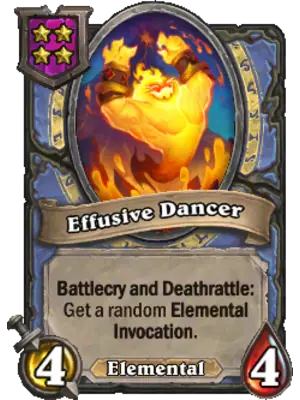 Effusive Dancer
Battlecry and Deathrattle:
Get a random Elemental
Invocation.
4
Elemental
4